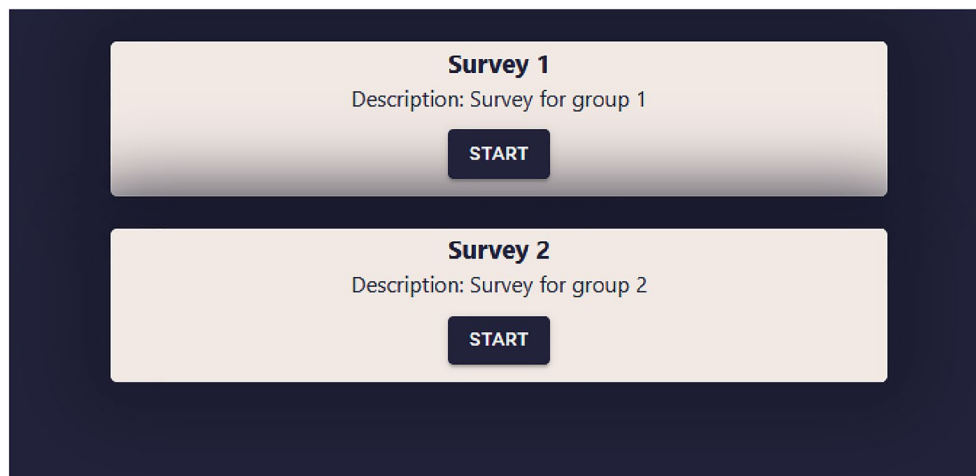 Survey 1
Description: Survey for group 1
START
Survey 2
Description: Survey for group 2
START